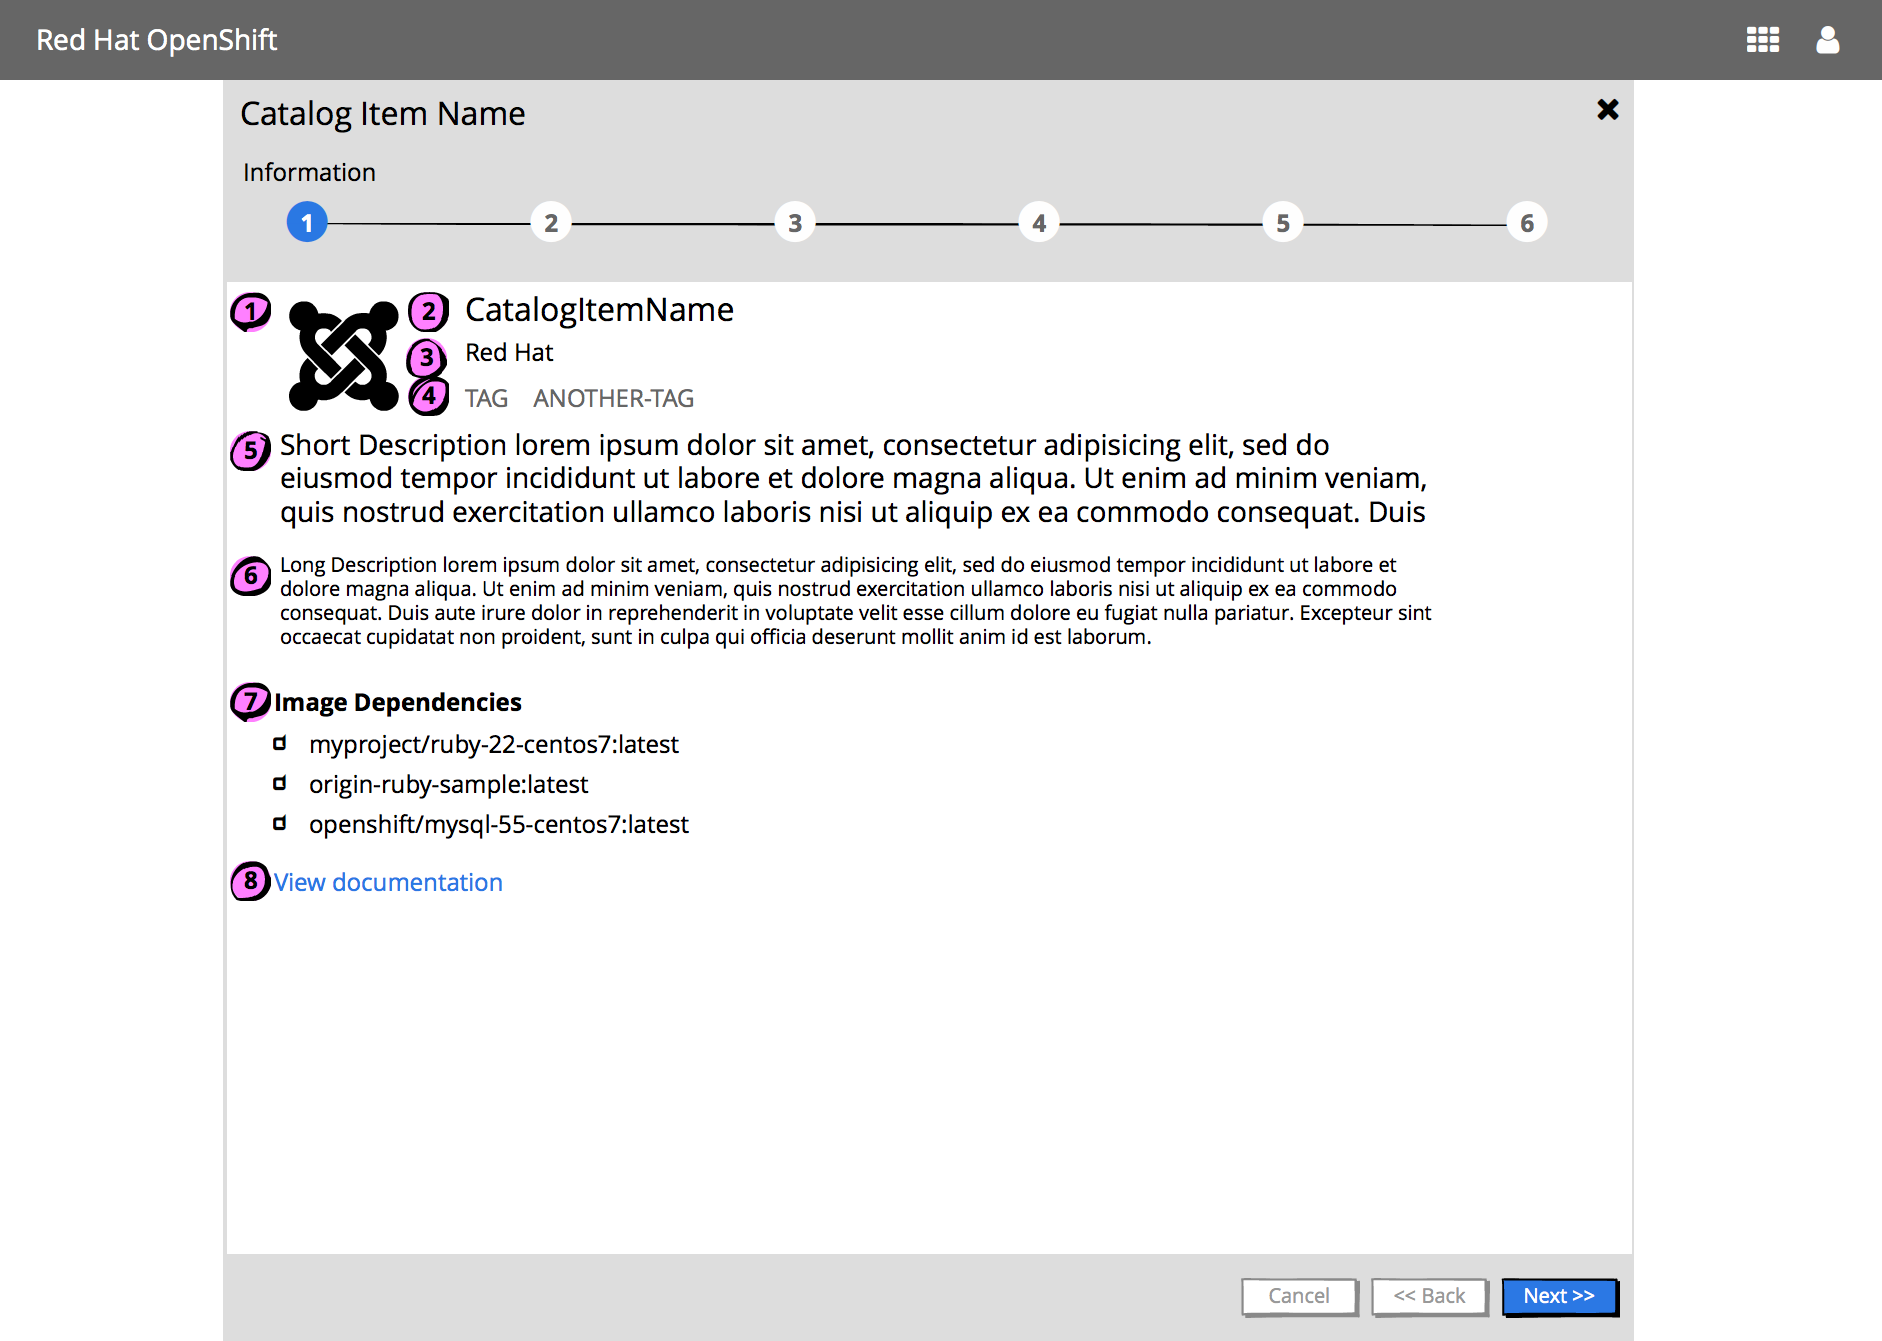 Red Hat OpenShift
Catalog Item Name
Information
1 2 3 4 5 6
1
2 CatalogItemName
3 Red Hat
4 TAG ANOTHER-TAG
5 Short Description lorem ipsum dolor sit amet, consectetur adipisicing elit, sed do
eiusmod tempor incididunt ut labore et dolore magna aliqua. Ut enim ad minim veniam,
quis nostrud exercitation ullamco laboris nisi ut aliquip ex ea commodo consequat. Duis
6 Long Description lorem ipsum dolor sit amet, consectetur adipisicing elit, sed do eiusmod tempor incididunt ut labore et
dolore magna aliqua. Ut enim ad minim veniam, quis nostrud exercitation ullamco laboris nisi ut aliquip ex ea commodo
consequat. Duis aute irure dolor in reprehenderit in voluptate velit esse cillum dolore eu fugiat nulla pariatur. Excepteur sint
occaecat cupidatat non proident, sunt in culpa qui officia deserunt mollit anim id est laborum.
7 Image Dependencies
myproject/ruby-22-centos7:latest
origin-ruby-sample:latest
openshift/mysql-55-centos7:latest
8 View documentation
Cancel << Back Next >>